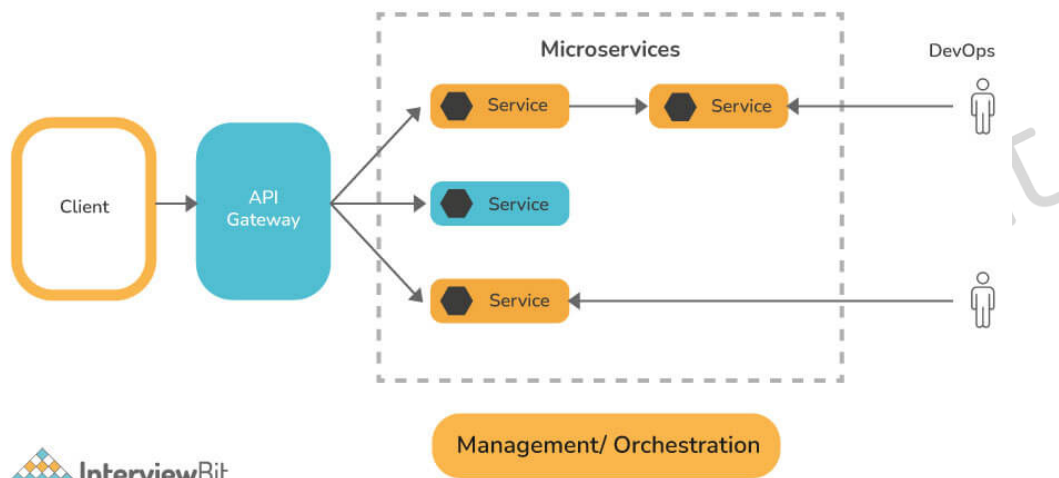 Microservices
DevOps
Service
Service
Client
API
Gateway
Service
Service
Management/ Orchestration
InterviewBit